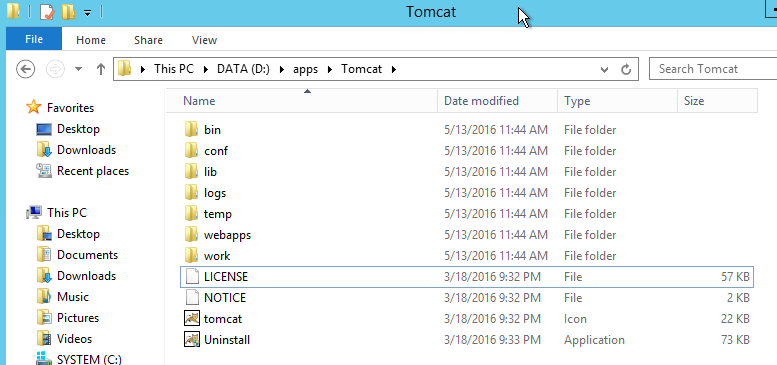 Tomcat
File Home Share View
This PC DATA (D:) apps Tomcat Search Tomcat
Name Date modified Type Size
Favorites
Desktop
Downloads
Recent places
This PC
Desktop
Documents
Downloads
Music
Pictures
Videos
SYSTEM (C:)
bin 5/13/2016 11:44 AM File folder
conf 5/13/2016 11:44 AM File folder
lib 5/13/2016 11:44 AM File folder
logs 5/13/2016 11:44 AM File folder
temp 5/13/2016 11:44 AM File folder
webapps 5/13/2016 11:44 AM File folder
work 5/13/2016 11:44 AM File folder
LICENSE 3/18/2016 9:32 PM File 57 KB
NOTICE 3/18/2016 9:32 PM File 2 KB
tomcat 3/18/2016 9:32 PM Icon 22 KB
Uninstall 3/18/2016 9:33 PM Application 73 KB